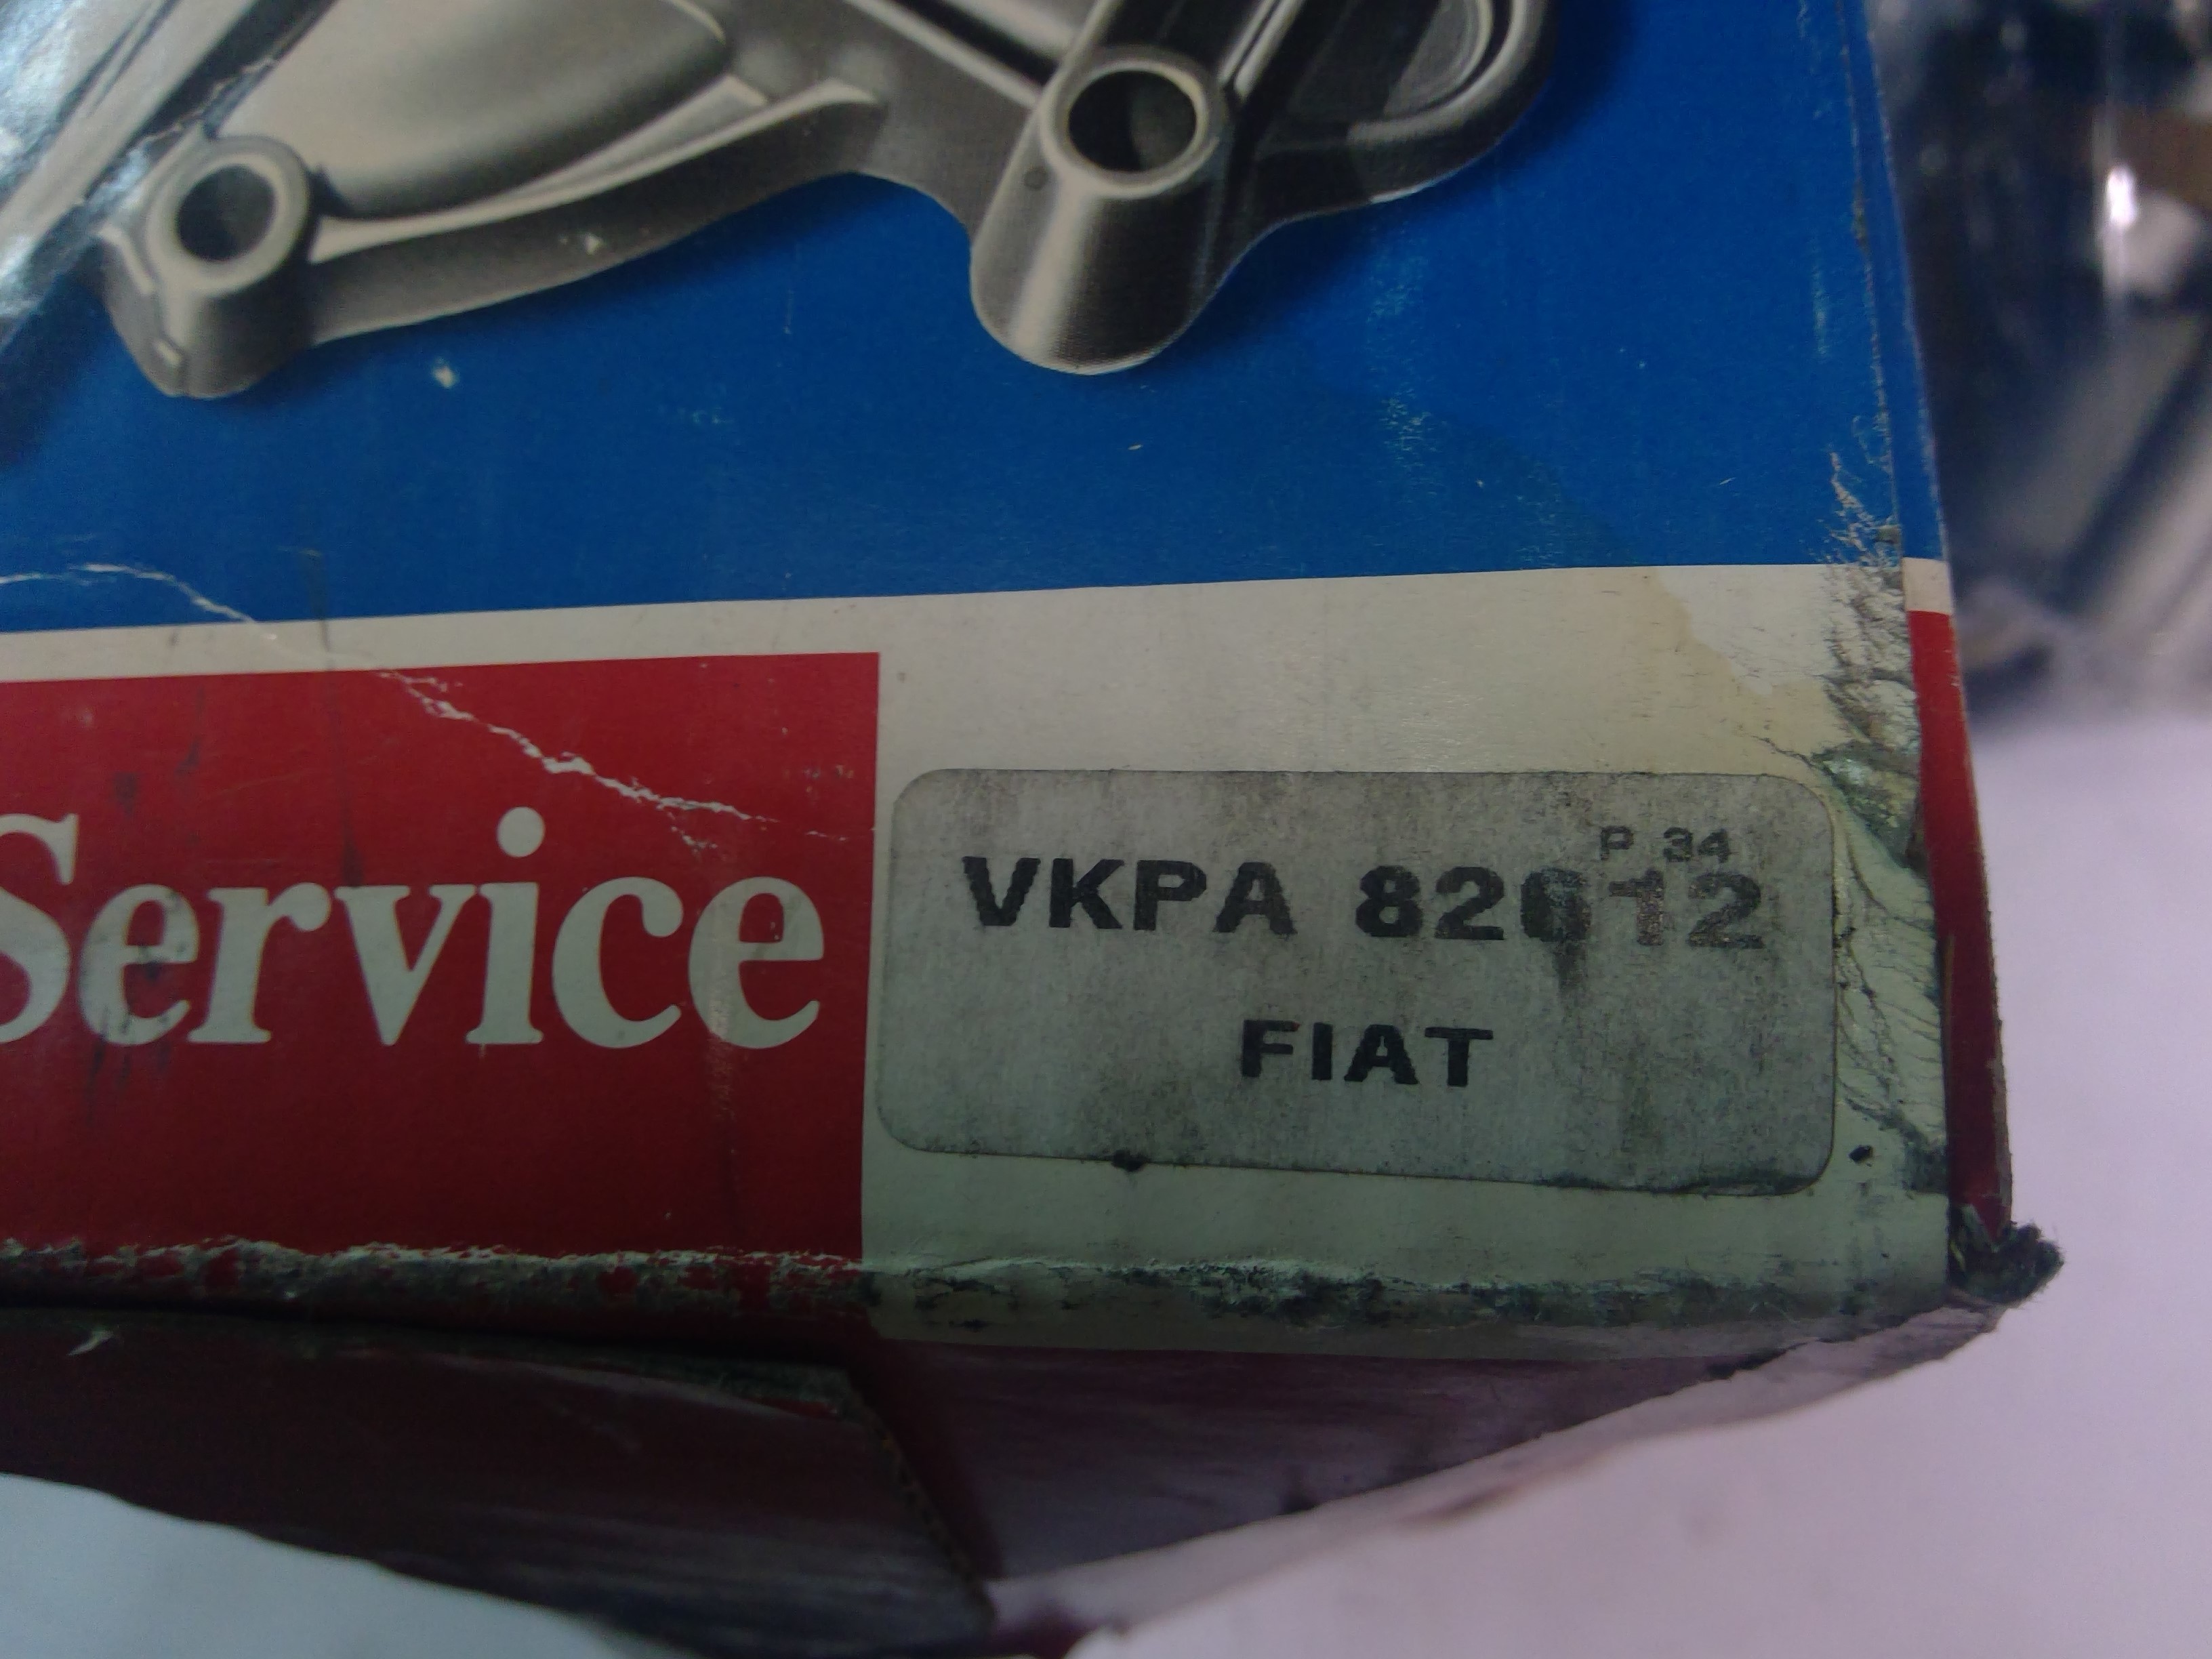 Service
P 34
VKPA 82612
FIAT